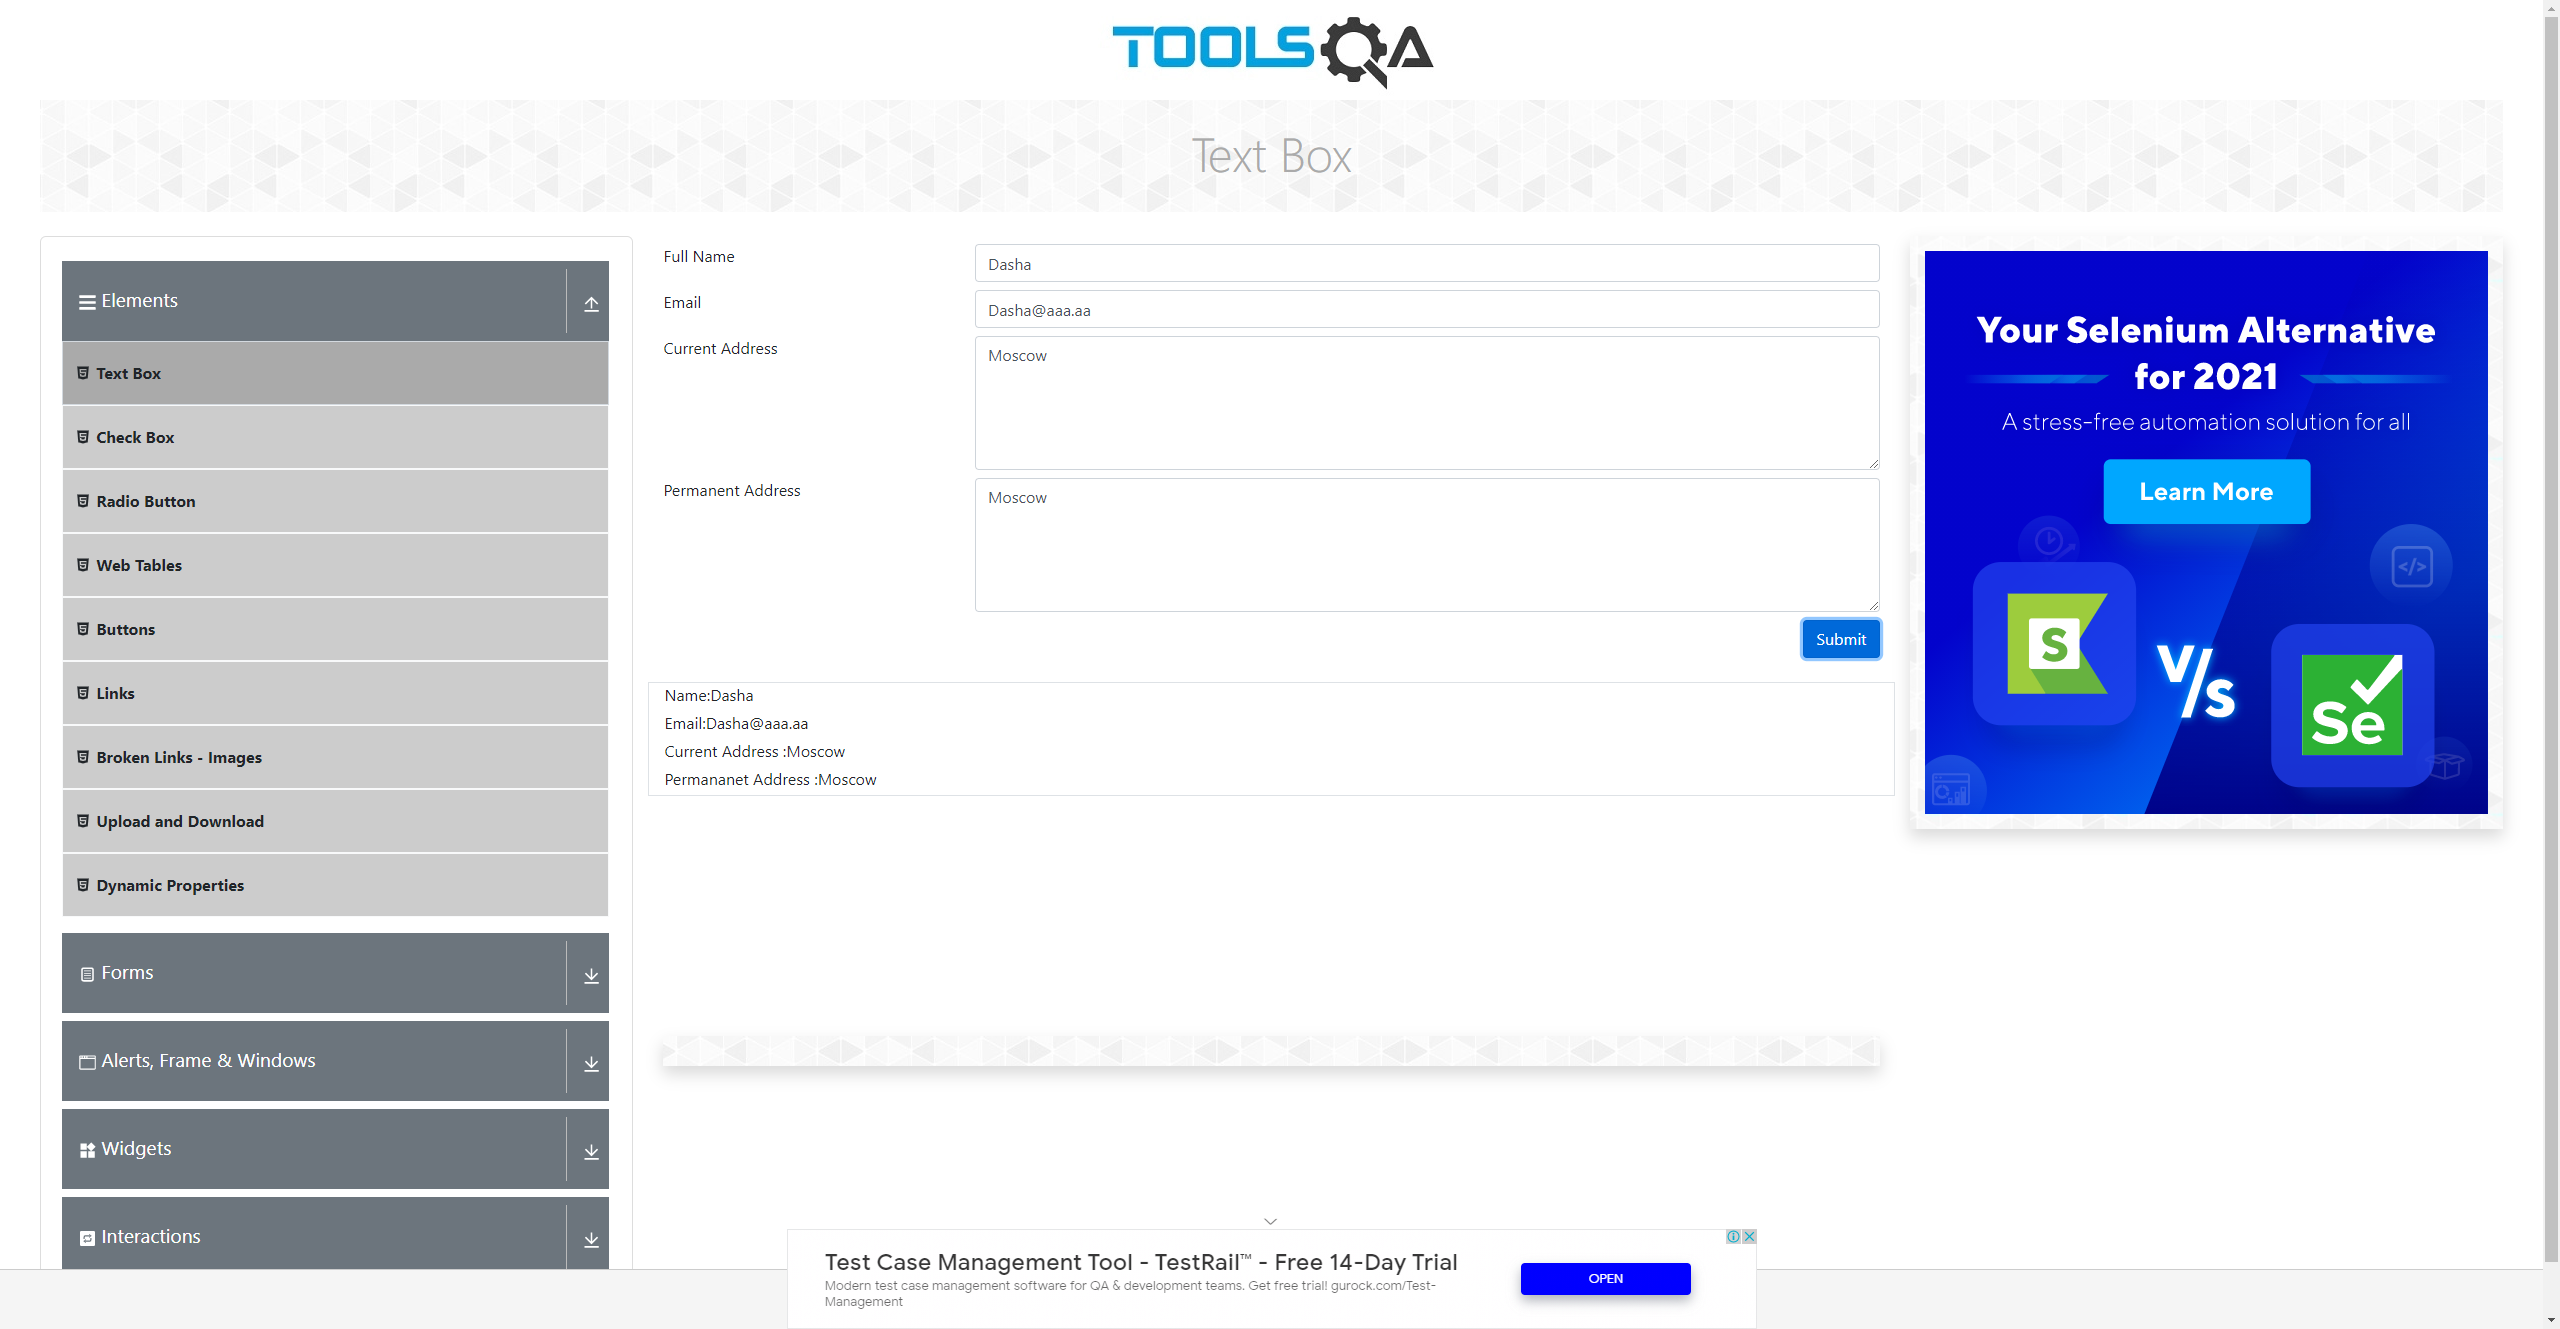 TOOLSQA
Text Box
Elements
Text Box
Check Box
Radio Button
Web Tables
Buttons
Links
Broken Links - Images
Upload and Download
Dynamic Properties
Forms
Alerts, Frame & Windows
Widgets
Interactions
Full Name
Dasha
Email
Dasha@aaa.aa
Current Address
Moscow
Permanent Address
Moscow
Submit
Name:Dasha
Email:Dasha@aaa.aa
Current Address :Moscow
Permananet Address :Moscow
Your Selenium Alternative
for 2021
A stress-free automation solution for all
Learn More
</>
S
V/s
Se
Test Case Management Tool - TestRail™ - Free 14-Day Trial
Modern test case management software for QA & development teams. Get free trial! gurock.com/Test-
Management
OPEN